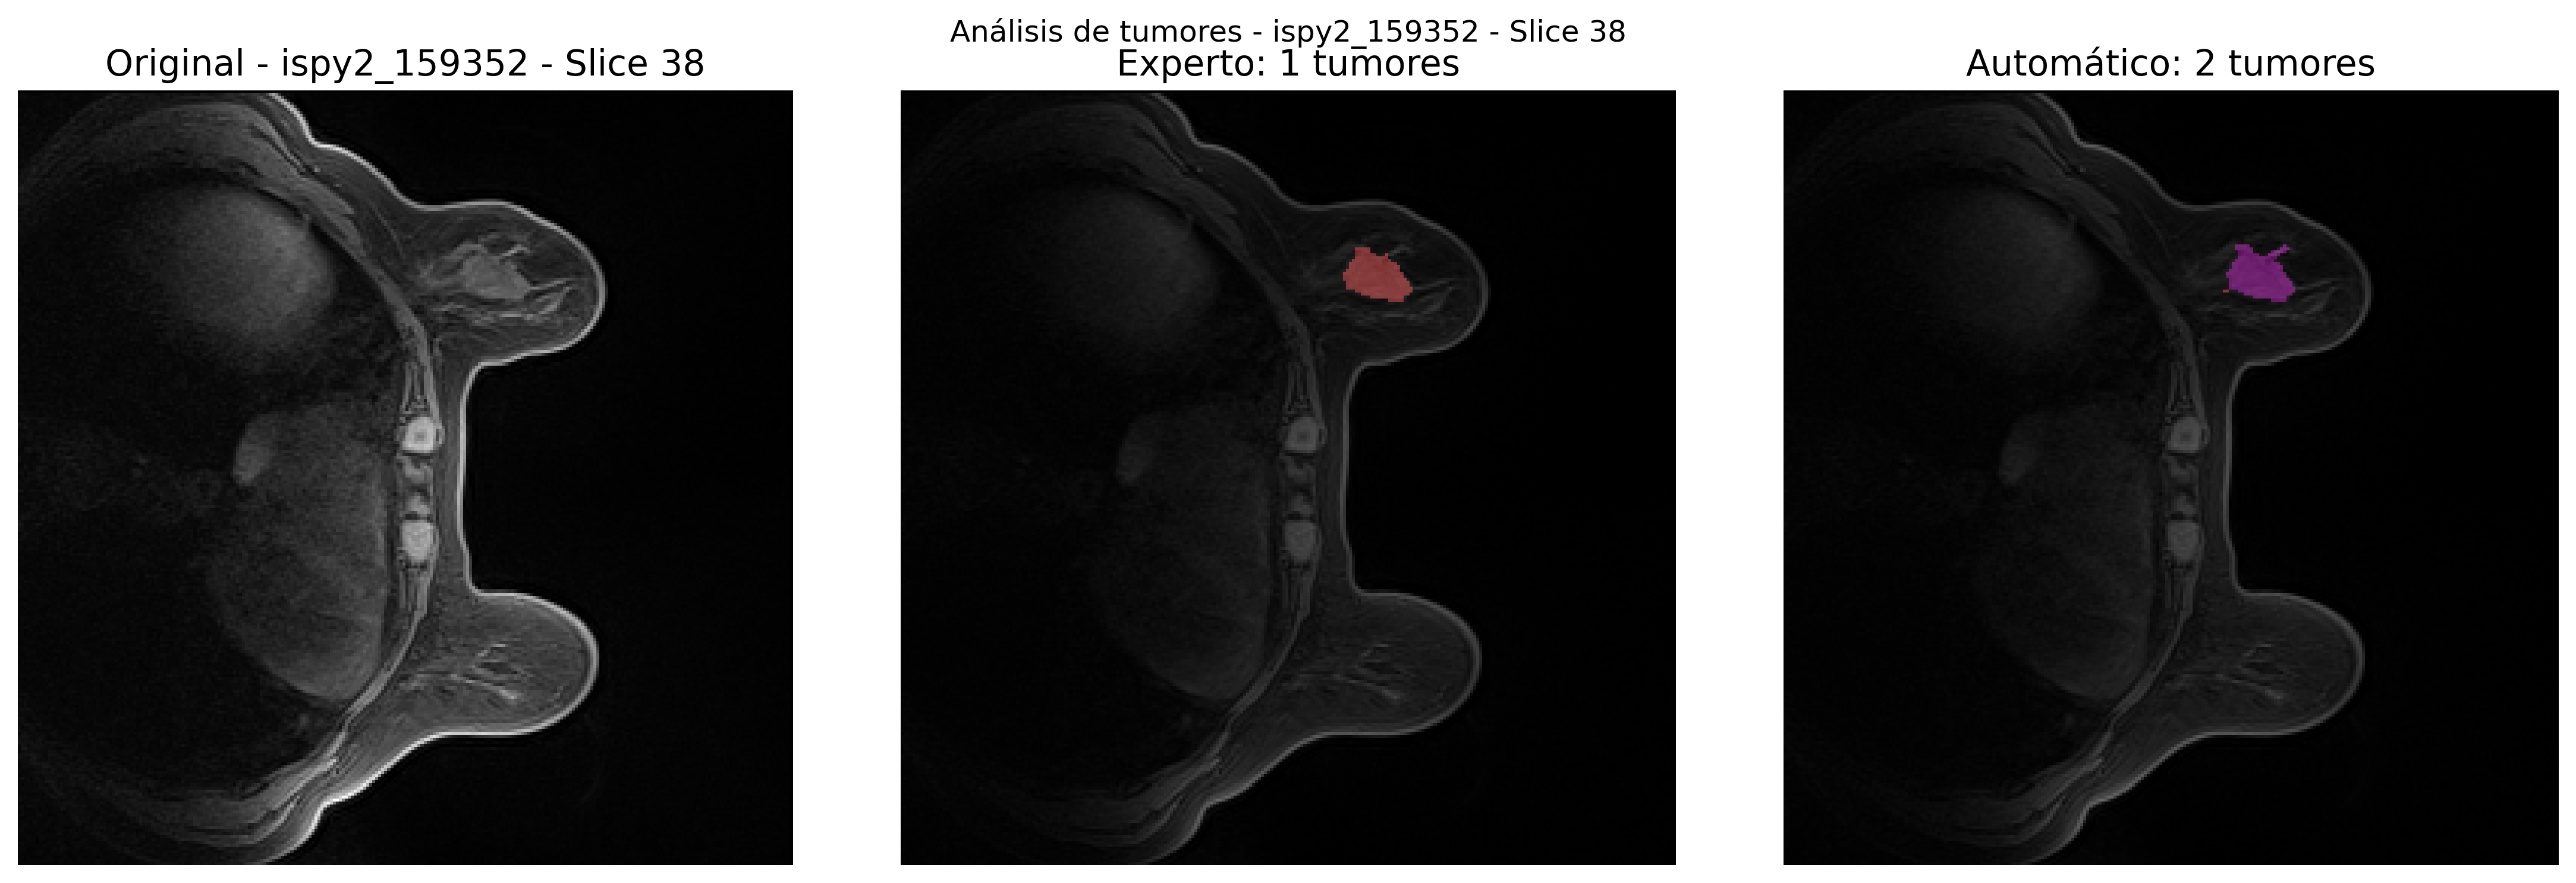 Análisis de tumores - ispy2_159352 - Slice 38
Original - ispy2_159352 - Slice 38
Experto: 1 tumores
Automático: 2 tumores